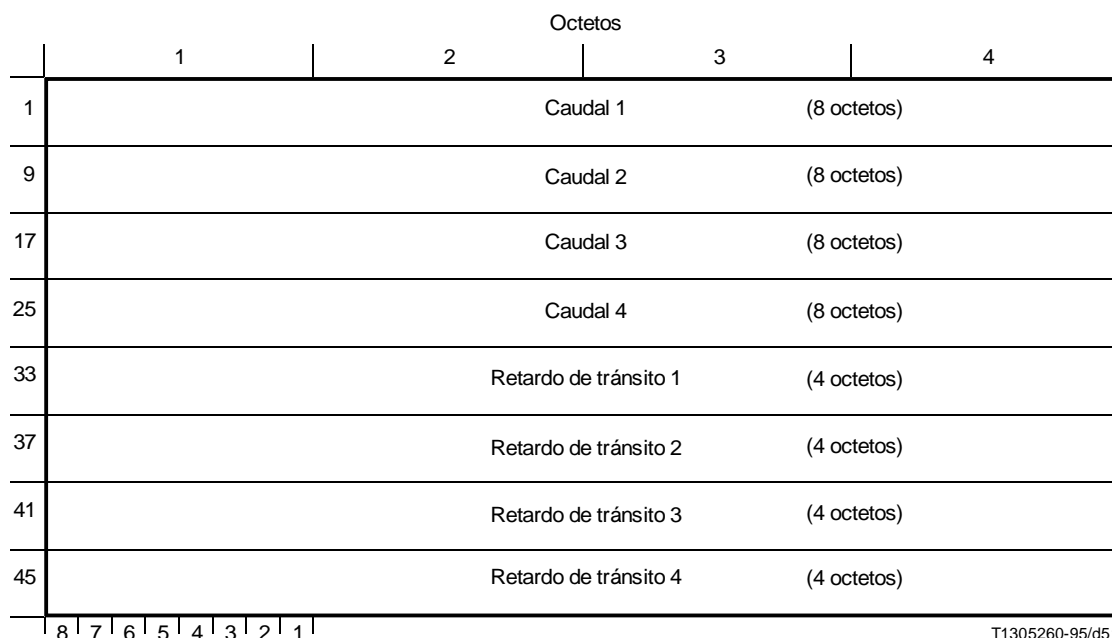 Octetos
1 2 3 4
1 Caudal 1 (8 octetos)
9 Caudal 2 (8 octetos)
17 Caudal 3 (8 octetos)
25 Caudal 4 (8 octetos)
33 Retardo de tránsito 1 (4 octetos)
37 Retardo de tránsito 2 (4 octetos)
41 Retardo de tránsito 3 (4 octetos)
45 Retardo de tránsito 4 (4 octetos)
8 7 6 5 4 3 2 1
T1305260-95/d5